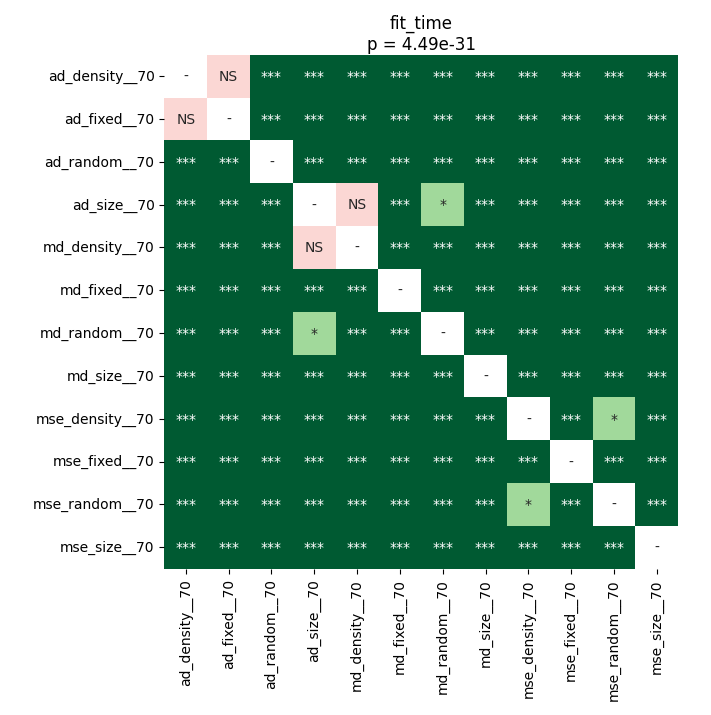 fit_time
p = 4.49e-31
ad_density__70 - NS *** *** *** *** *** *** *** *** *** ***
ad_fixed__70 NS - *** *** *** *** *** *** *** *** *** ***
ad_random__70 *** *** - *** *** *** *** *** *** *** *** ***
ad_size__70 *** *** *** - NS *** * *** *** *** *** ***
md_density__70 *** *** *** NS - *** *** *** *** *** *** ***
md_fixed__70 *** *** *** *** *** - *** *** *** *** *** ***
md_random__70 *** *** *** * *** *** - *** *** *** *** ***
md_size__70 *** *** *** *** *** *** *** - *** *** *** ***
mse_density__70 *** *** *** *** *** *** *** *** - *** * ***
mse_fixed__70 *** *** *** *** *** *** *** *** *** - *** ***
mse_random__70 *** *** *** *** *** *** *** *** * *** - ***
mse_size__70 *** *** *** *** *** *** *** *** *** *** *** -
ad_density__70
ad_fixed__70
ad_random__70
ad_size__70
md_density__70
md_fixed__70
md_random__70
md_size__70
mse_density__70
mse_fixed__70
mse_random__70
mse_size__70